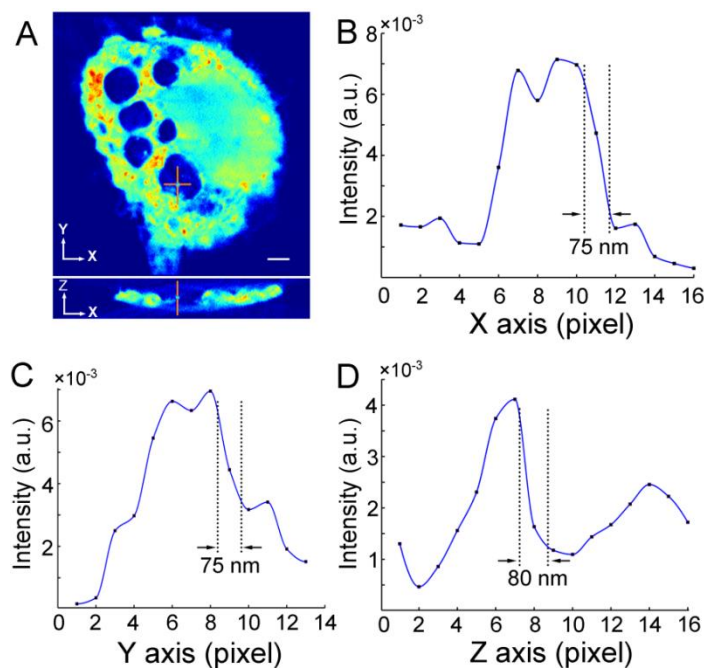 A
Y
X
Z
X
B
×10⁻³
8
6
4
2
0
Intensity (a.u.)
75 nm
0 2 4 6 8 10 12 14 16
X axis (pixel)
C
×10⁻³
6
4
2
Intensity (a.u.)
75 nm
0 2 4 6 8 10 12 14
Y axis (pixel)
D
×10⁻³
4
3
2
1
0
Intensity (a.u.)
80 nm
0 2 4 6 8 10 12 14 16
Z axis (pixel)